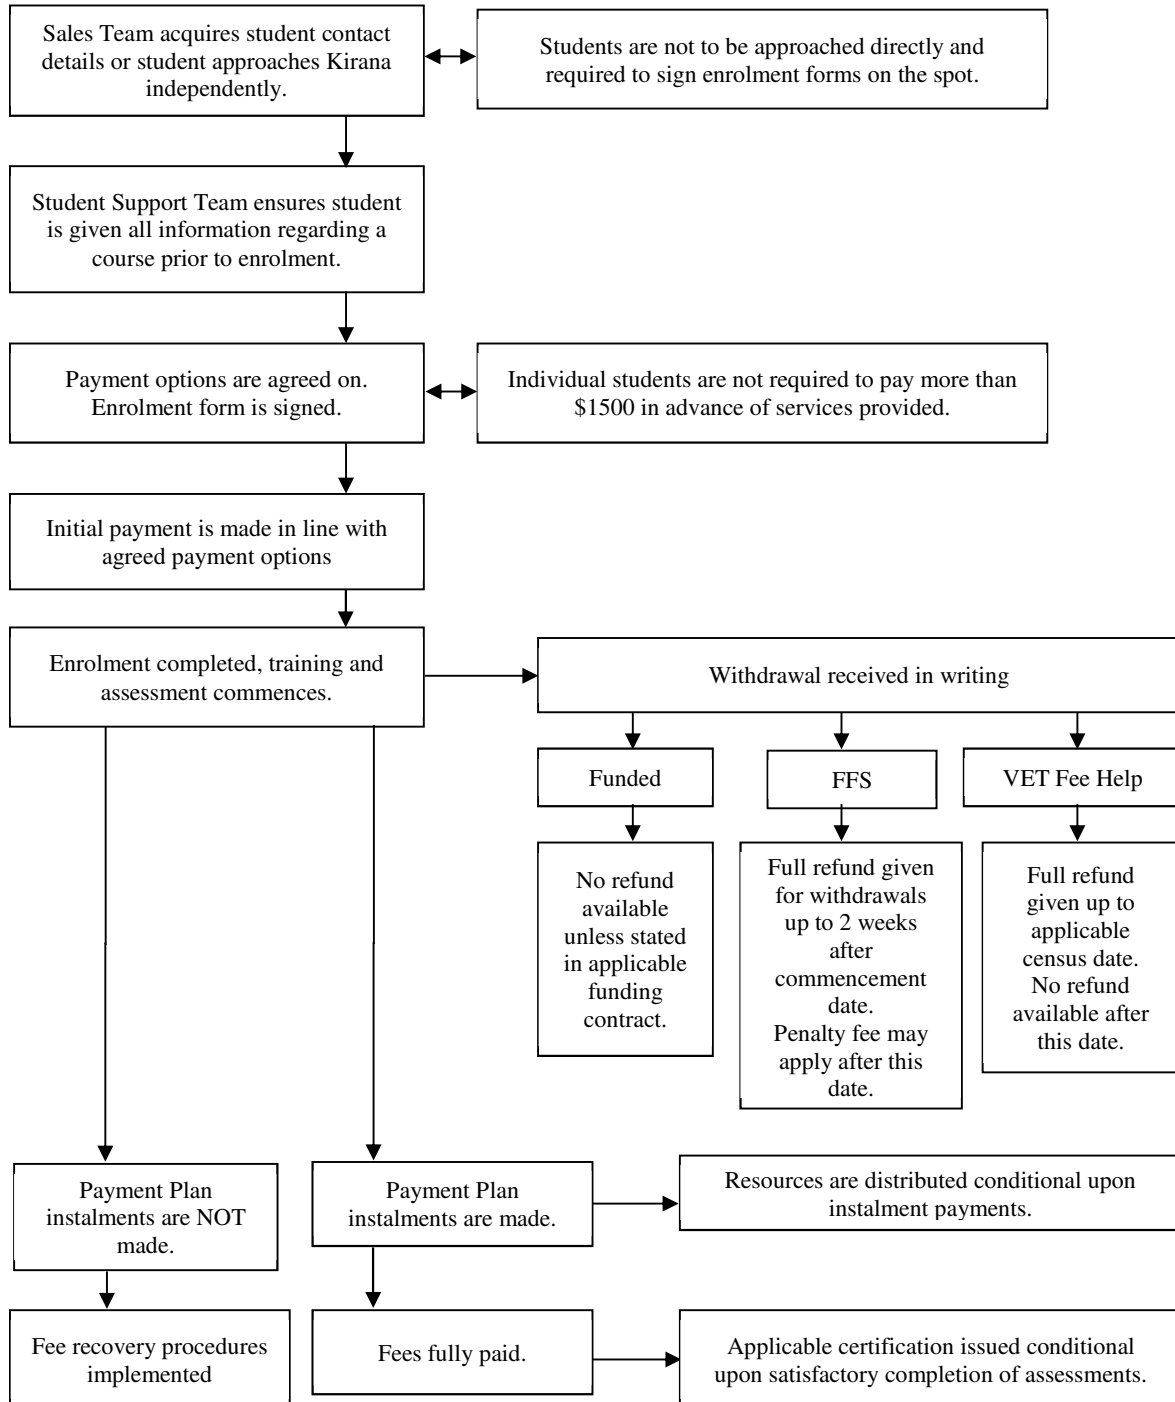 Sales Team acquires student contact
details or student approaches Kirana
independently.
Students are not to be approached directly and
required to sign enrolment forms on the spot.
Student Support Team ensures student
is given all information regarding a
course prior to enrolment.
Payment options are agreed on.
Enrolment form is signed.
Individual students are not required to pay more than
$1500 in advance of services provided.
Initial payment is made in line with
agreed payment options
Enrolment completed, training and
assessment commences.
Withdrawal received in writing
Funded
FFS
VET Fee Help
No refund
available
unless stated
in applicable
funding
contract.
Full refund given
for withdrawals
up to 2 weeks
after
commencement
date.
Penalty fee may
apply after this
date.
Full refund
given up to
applicable
census date.
No refund
available after
this date.
Payment Plan
instalments are NOT
made.
Payment Plan
instalments are made.
Resources are distributed conditional upon
instalment payments.
Fee recovery procedures
implemented
Fees fully paid.
Applicable certification issued conditional
upon satisfactory completion of assessments.